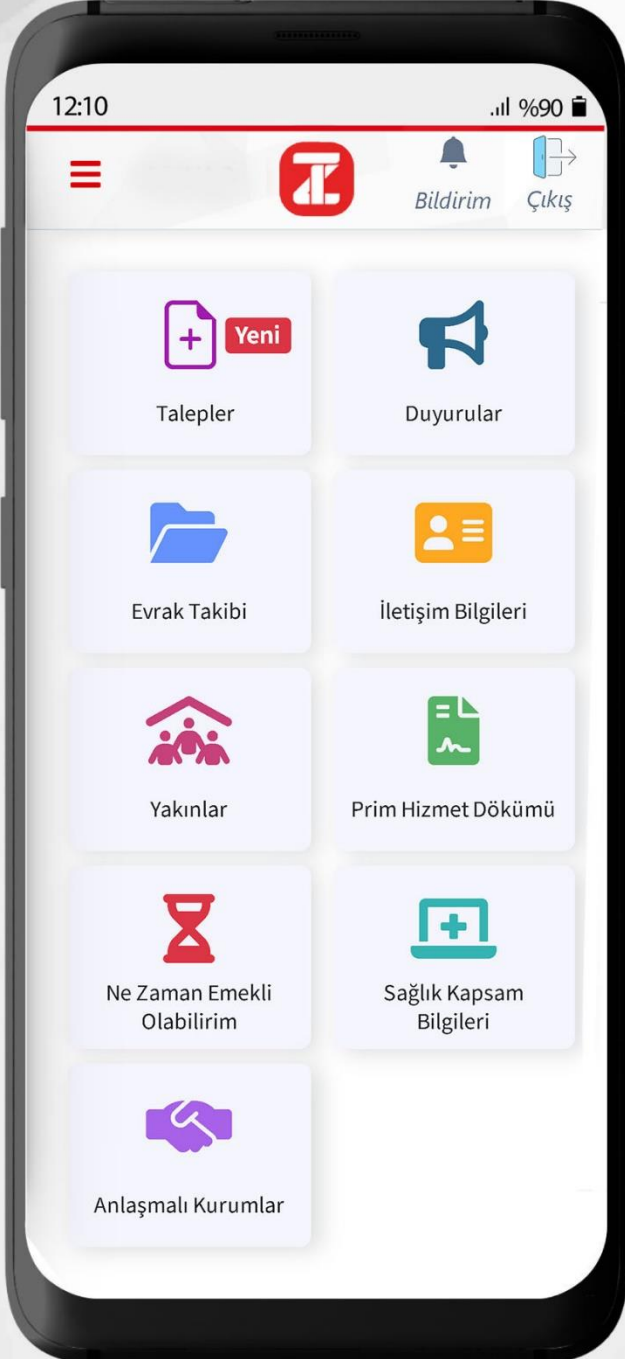 12:10 %90
Bildirim Çıkış
Yeni
Talepler Duyurular
Evrak Takibi İletişim Bilgileri
Yakınlar Prim Hizmet Dökümü
Ne Zaman Emekli
Olabilirim
Sağlık Kapsam
Bilgileri
Anlaşmalı Kurumlar